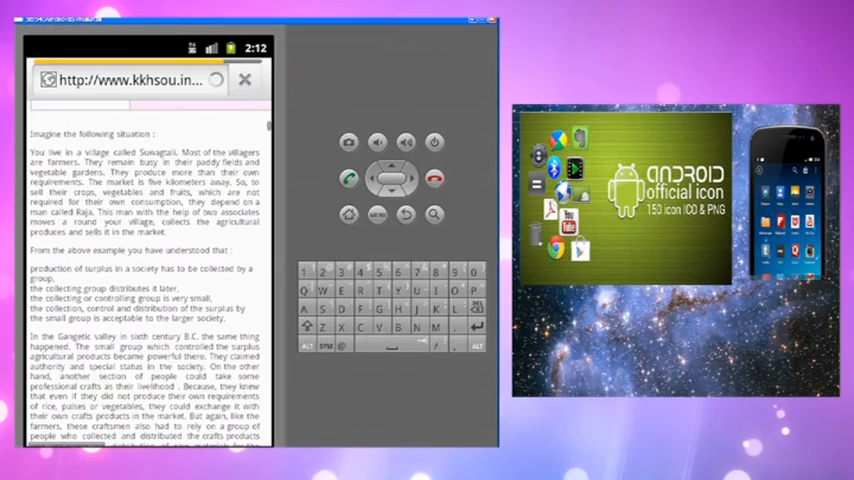 2:12
http://www.kkhsou.in...
Imagine the following situation :
You live in a village called Suwagtali. Most of the villagers
are farmers. They remain busy in their paddy fields and
vegetable gardens. They produce more than their own
requirements. The market is five kilometers away. So, to
sell their crops, vegetables and fruits, which are not
required for their own consumption, they depend on
a man called Raja. This man with the help of two associates
moves a round your village, collects the agricultural
produces and sells it in the market.
From the above example you have understood that :
production of surplus in a society has to be collected by a
group,
the collecting group distributes it later,
the collecting or controlling group is very small,
the collection, control and distribution of the surplus by
the small group is acceptable to the larger society.
In the Gangetic valley in sixth century B.C. the same thing
happened. The small group which controlled the surplus
agricultural products became powerful there. They claimed
authority and special status in the society. On the other
hand, another section of people could take some
professional crafts as their livelihood . Because, they knew
that even if they did not produce their own requirements
of rice, pulses or vegetables, they could exchange it with
their own crafts products in the market. But again, like the
farmers, these craftsmen also had to rely on a group of
people who collected and distributed the crafts products
MENU
1 2 3 4 5 6 7 8 9 0
Q W E R T Y U I O P
A S D F G H J K L DEL
Z X C V B N M .
ALT SYM @ / , ALT
ANDROID
official icon
150 icon ICO & PNG
You
Tube